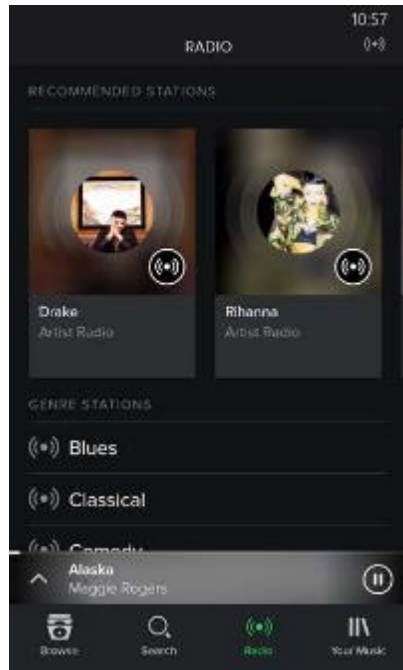 10:57
RADIO
RECOMMENDED STATIONS
Drake
Artist Radio
Rihanna
Artist Radio
GENRE STATIONS
Blues
Classical
Comedy
Alaska
Maggie Rogers
Browse
Search
Radio
Your Music